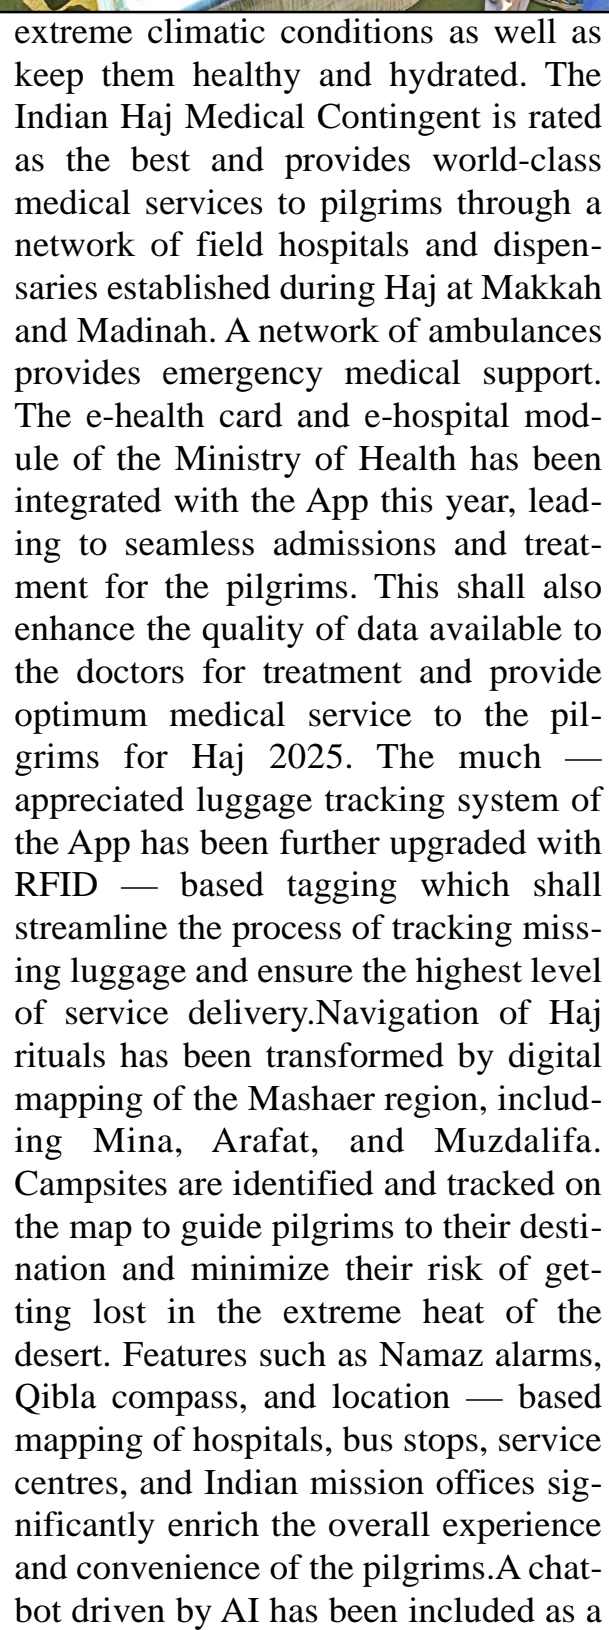 extreme climatic conditions as well as
keep them healthy and hydrated. The
Indian Haj Medical Contingent is rated
as the best and provides world-class
medical services to pilgrims through a
network of field hospitals and dispen-
saries established during Haj at Makkah
and Madinah. A network of ambulances
provides emergency medical support.
The e-health card and e-hospital mod-
ule of the Ministry of Health has been
integrated with the App this year, lead-
ing to seamless admissions and treat-
ment for the pilgrims. This shall also
enhance the quality of data available to
the doctors for treatment and provide
optimum medical service to the pil-
grims for Haj 2025. The much —
appreciated luggage tracking system of
the App has been further upgraded with
RFID — based tagging which shall
streamline the process of tracking miss-
ing luggage and ensure the highest level
of service delivery.Navigation of Haj
rituals has been transformed by digital
mapping of the Mashaer region, includ-
ing Mina, Arafat, and Muzdalifa.
Campsites are identified and tracked on
the map to guide pilgrims to their desti-
nation and minimize their risk of get-
ting lost in the extreme heat of the
desert. Features such as Namaz alarms,
Qibla compass, and location — based
mapping of hospitals, bus stops, service
centres, and Indian mission offices sig-
nificantly enrich the overall experience
and convenience of the pilgrims.A chat-
bot driven by AI has been included as a